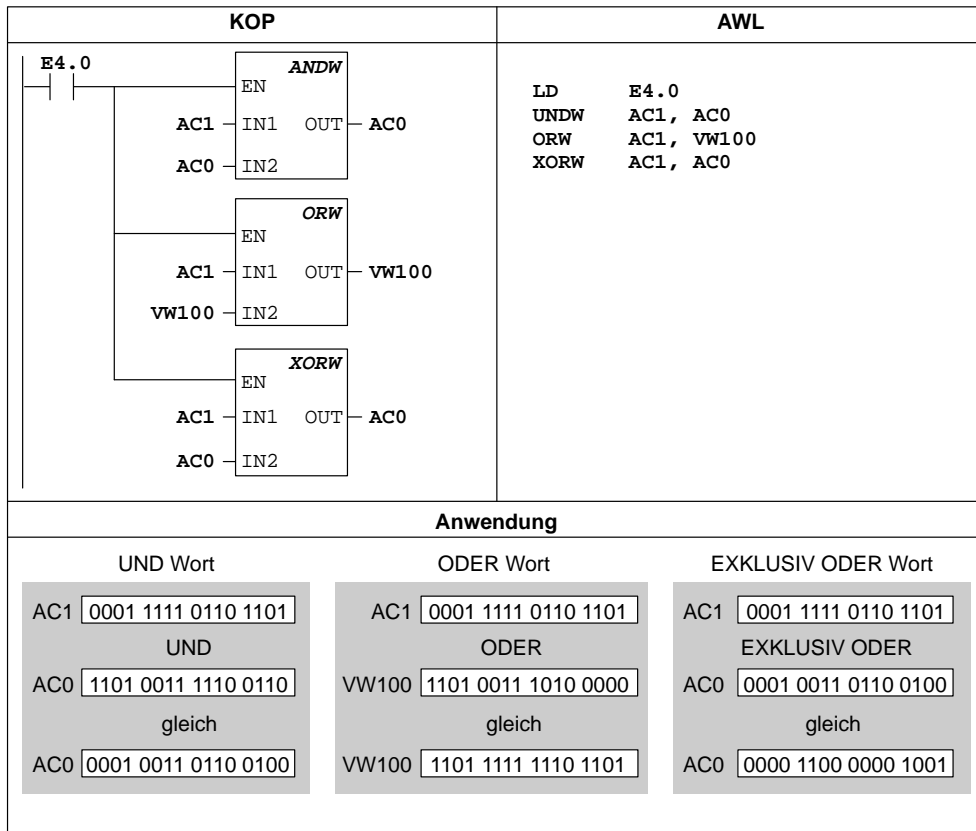 KOP
AWL
E4.0
ANDW
EN
AC1 IN1 OUT AC0
AC0 IN2
ORW
EN
AC1 IN1 OUT VW100
VW100 IN2
XORW
EN
AC1 IN1 OUT AC0
AC0 IN2
LD E4.0
UNDW AC1, AC0
ORW AC1, VW100
XORW AC1, AC0
Anwendung
UND Wort
AC1 0001 1111 0110 1101
UND
AC0 1101 0011 1110 0110
gleich
AC0 0001 0011 0110 0100
ODER Wort
AC1 0001 1111 0110 1101
ODER
VW100 1101 0011 1010 0000
gleich
VW100 1101 1111 1110 1101
EXKLUSIV ODER Wort
AC1 0001 1111 0110 1101
EXKLUSIV ODER
AC0 0001 0011 0110 0100
gleich
AC0 0000 1100 0000 1001